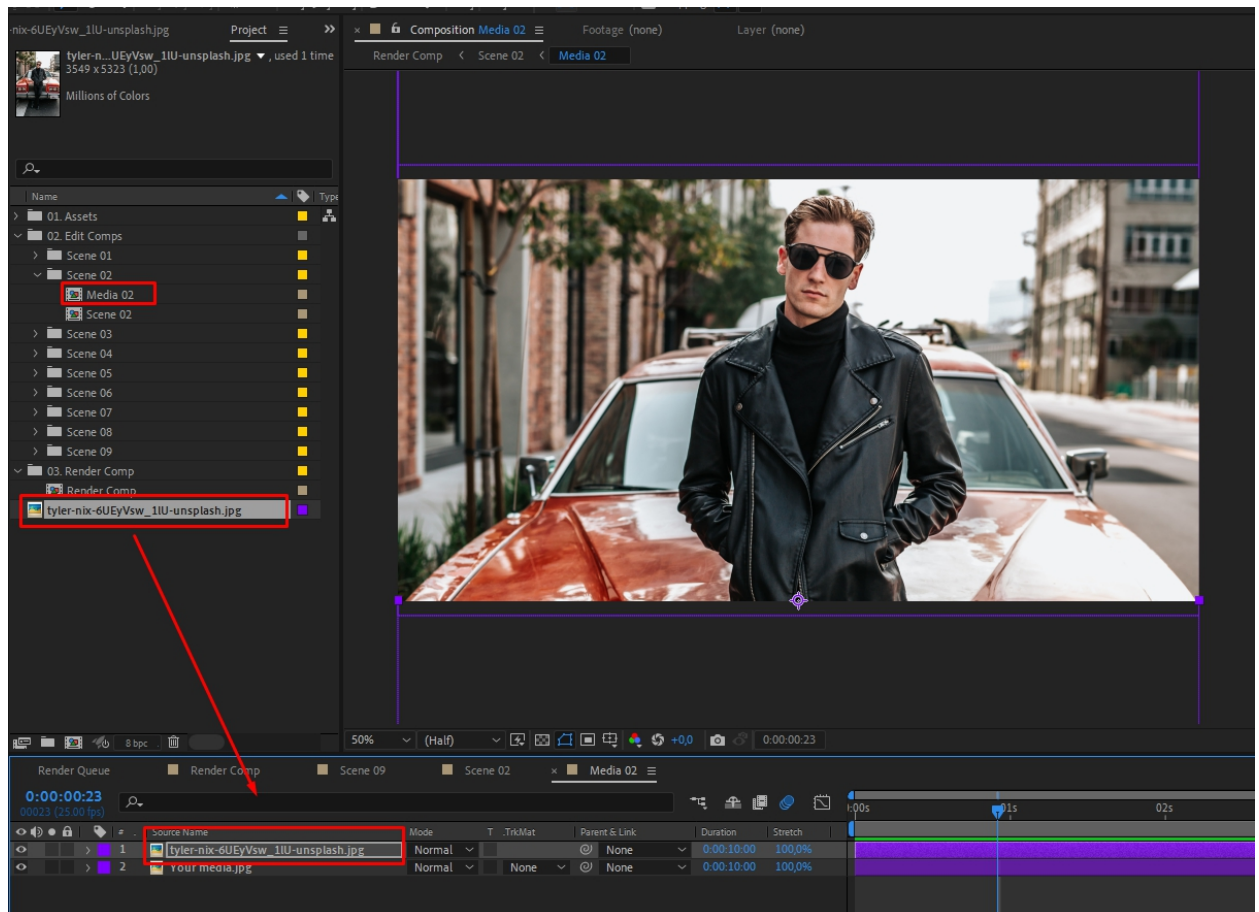 -nix-6UEyVsw_1lU-unsplash.jpg Project
tyler-n...UEyVsw_1lU-unsplash.jpg , used 1 time
3549 x 5323 (1,00)
Millions of Colors
Name Type
01. Assets
02. Edit Comps
Scene 01
Scene 02
Media 02
Scene 02
Scene 03
Scene 04
Scene 05
Scene 06
Scene 07
Scene 08
Scene 09
03. Render Comp
Render Comp
tyler-nix-6UEyVsw_1lU-unsplash.jpg
8 bpc
Composition Media 02 Footage (none) Layer (none)
Render Comp Scene 02 Media 02
50% (Half) +0,0 0:00:00:23
Render Queue Render Comp Scene 09 Scene 02 Media 02
0:00:00:23
00023 (25.00 fps)
:00s 01s 02s
# Source Name Mode T .TrkMat Parent & Link Duration Stretch
1 tyler-nix-6UEyVsw_1lU-unsplash.jpg Normal None 0:00:10:00 100,0%
2 Your media.jpg Normal None None 0:00:10:00 100,0%